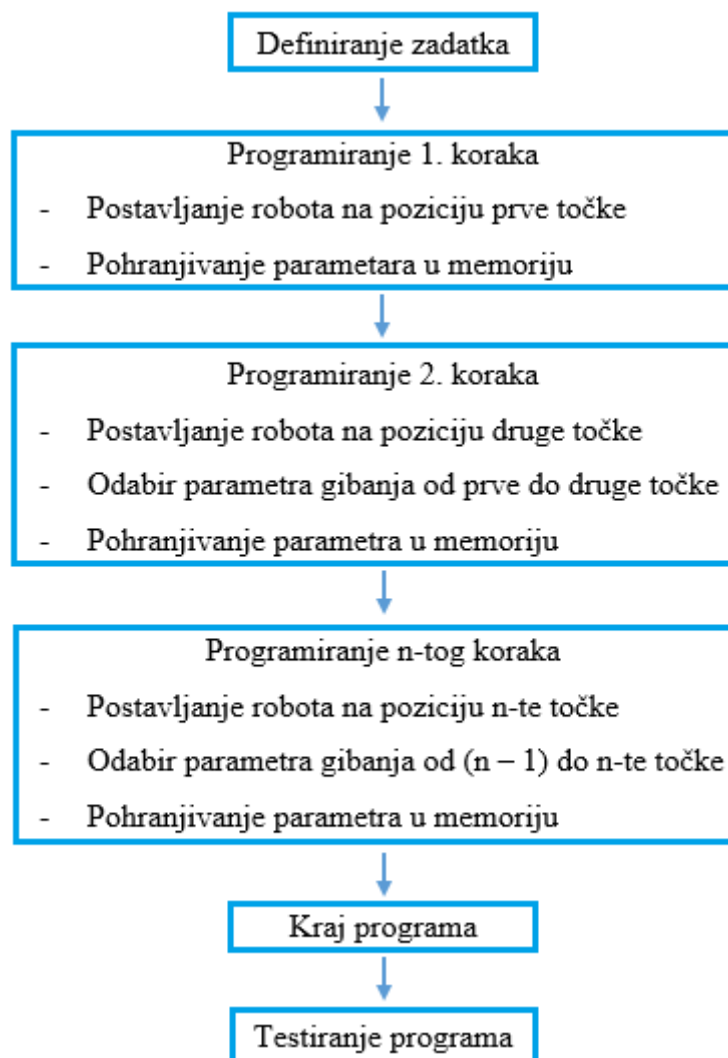 Definiranje zadatka
Programiranje 1. koraka
- Postavljanje robota na poziciju prve točke
- Pohranjivanje parametara u memoriju
Programiranje 2. koraka
- Postavljanje robota na poziciju druge točke
- Odabir parametra gibanja od prve do druge točke
- Pohranjivanje parametra u memoriju
Programiranje n-tog koraka
- Postavljanje robota na poziciju n-te točke
- Odabir parametra gibanja od (n – 1) do n-te točke
- Pohranjivanje parametra u memoriju
Kraj programa
Testiranje programa